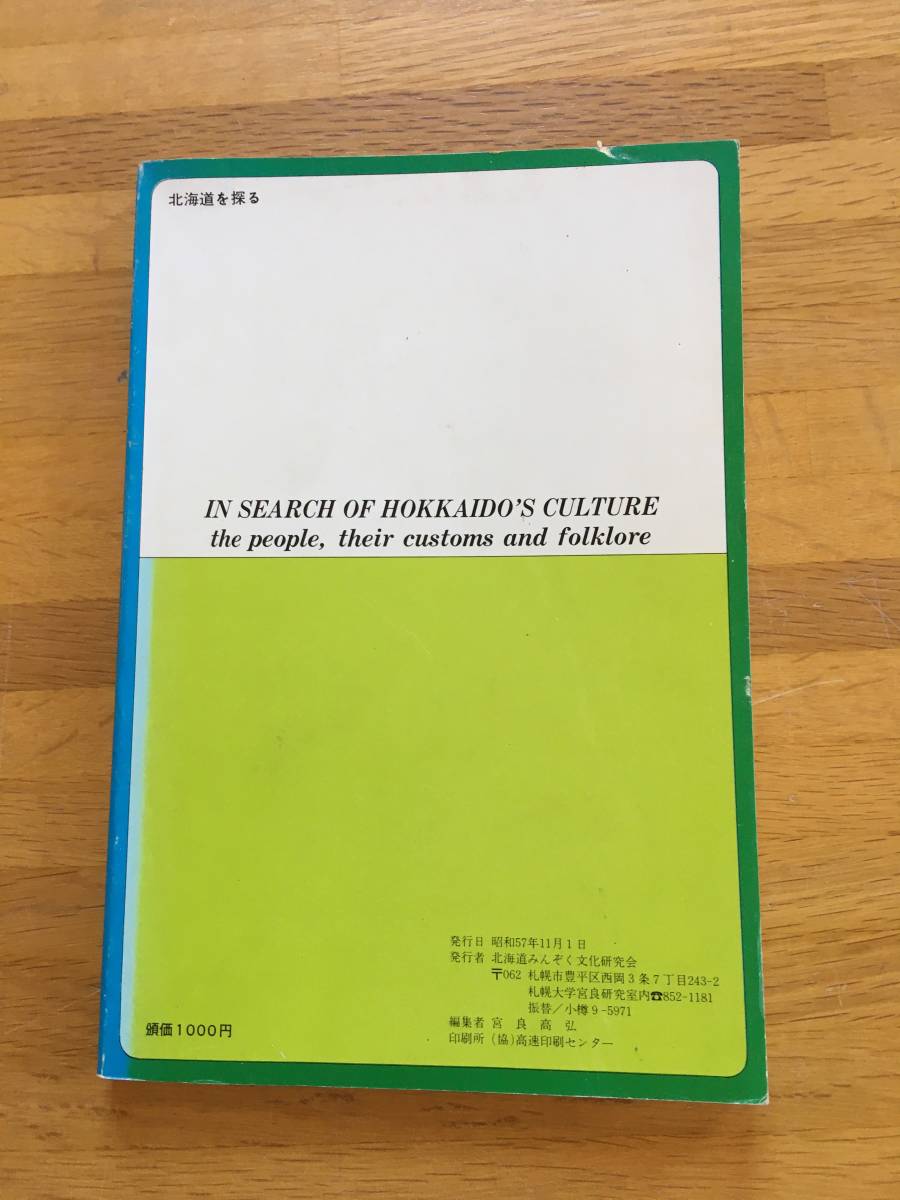 北海道を探る
IN SEARCH OF HOKKAIDO'S CULTURE
the people, their customs and folklore
発行日 昭和57年11月1日
発行者 北海道みんぞく文化研究会
〒062 札幌市豊平区西岡3条7丁目243-2
札幌大学宮良研究室内☎852-1181
振替/小樽9-5971
編集者 宮良高弘
印刷所 (協)高速印刷センター
頒価1000円